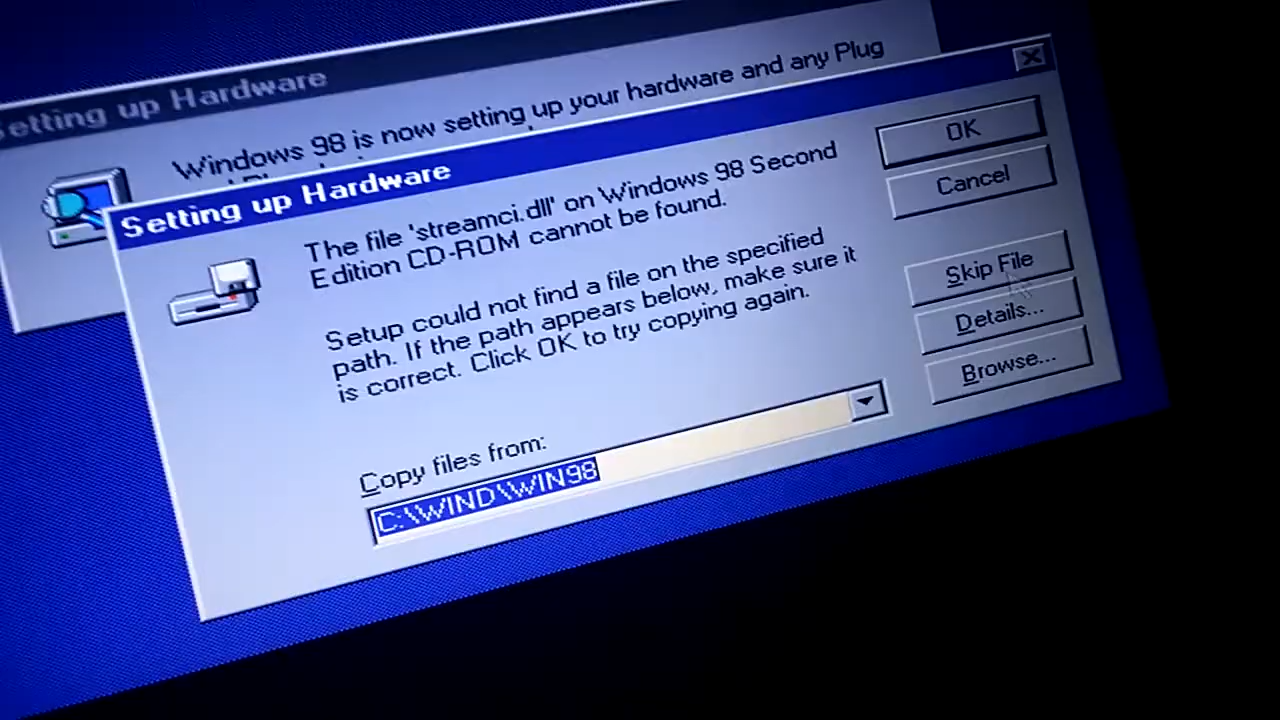 Setting up Hardware
Windows 98 is now setting up your hardware and any Plug
Setting up Hardware
The file 'streamci.dll' on Windows 98 Second
Edition CD-ROM cannot be found.
Setup could not find a file on the specified
path. If the path appears below, make sure it
is correct. Click OK to try copying again.
Copy files from:
C:\WIND\WIN98
OK
Cancel
Skip File
Details...
Browse...